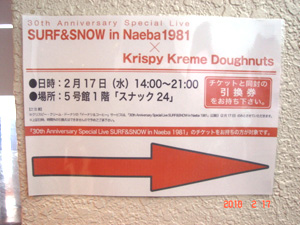 30th Anniversary Special Live
SURF&SNOW in Naeba1981
×
Krispy Kreme Doughnuts
●日時：2月17日（水）14:00～21:00
●場所：5号館1階「スナック24」
チケットと同封の
引換券
をお持ち下さい。
「30th Anniversary Special Live SURF&SNOW in Naeba 1981」のチケットをお持ちの方が対象です。
2010 2 17